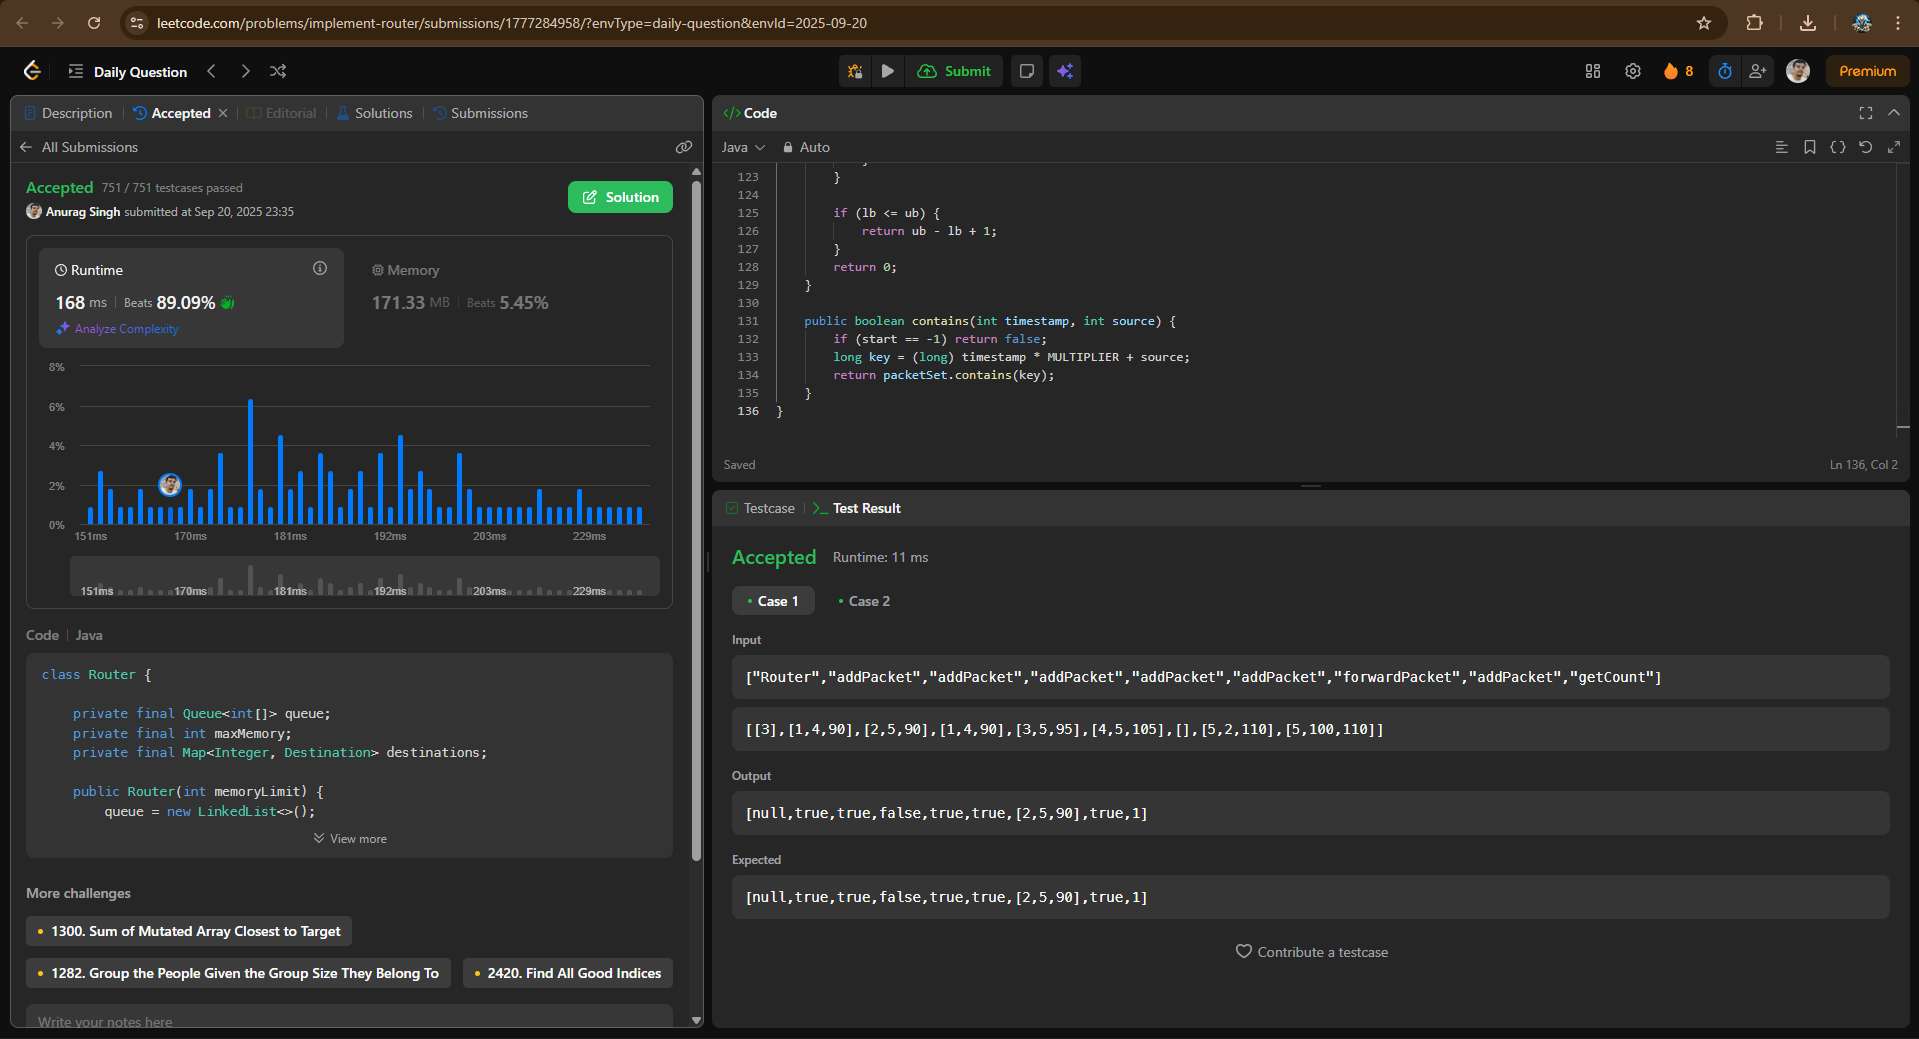 leetcode.com/problems/implement-router/submissions/1777284958/?envType=daily-question&envId=2025-09-20
Daily Question
Submit
8
Premium
Description
Accepted
Editorial
Solutions
Submissions
All Submissions
Accepted 751 / 751 testcases passed
Anurag Singh submitted at Sep 20, 2025 23:35
Solution
Runtime
168 ms | Beats 89.09%
Analyze Complexity
Memory
171.33 MB | Beats 5.45%
8%
6%
4%
2%
0%
151ms 170ms 181ms 192ms 203ms 229ms
151ms 170ms 181ms 192ms 203ms 229ms
Code | Java
class Router {
private final Queue<int[]> queue;
private final int maxMemory;
private final Map<Integer, Destination> destinations;
public Router(int memoryLimit) {
queue = new LinkedList<>();
View more
More challenges
1300. Sum of Mutated Array Closest to Target
1282. Group the People Given the Group Size They Belong To
2420. Find All Good Indices
Write your notes here
</> Code
Java
Auto
123 }
124
125 if (lb <= ub) {
126 return ub - lb + 1;
127 }
128 return 0;
129 }
130
131 public boolean contains(int timestamp, int source) {
132 if (start == -1) return false;
133 long key = (long) timestamp * MULTIPLIER + source;
134 return packetSet.contains(key);
135 }
136 }
Saved
Ln 136, Col 2
Testcase
Test Result
Accepted Runtime: 11 ms
Case 1
Case 2
Input
["Router","addPacket","addPacket","addPacket","addPacket","addPacket","forwardPacket","addPacket","getCount"]
[[3],[1,4,90],[2,5,90],[1,4,90],[3,5,95],[4,5,105],[],[5,2,110],[5,100,110]]
Output
[null,true,true,false,true,true,[2,5,90],true,1]
Expected
[null,true,true,false,true,true,[2,5,90],true,1]
Contribute a testcase